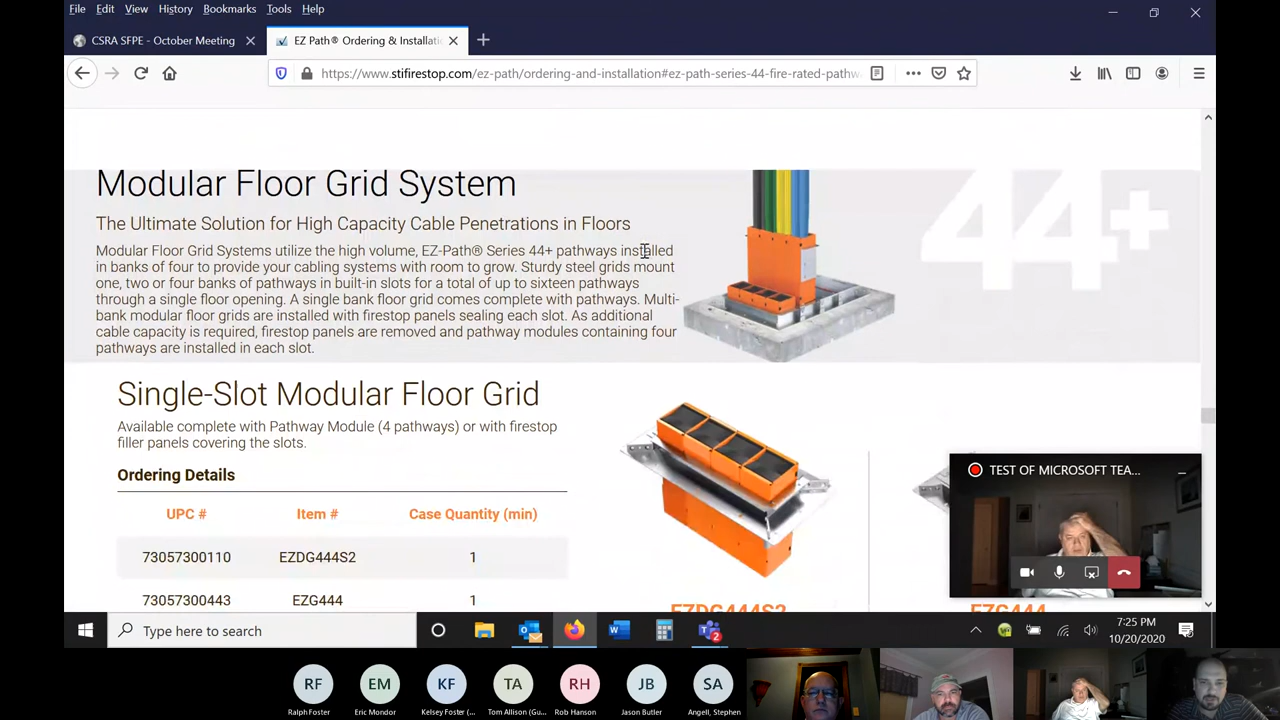 File Edit View History Bookmarks Tools Help
CSRA SFPE - October Meeting
EZ Path® Ordering & Installati
https://www.stifirestop.com/ez-path/ordering-and-installation#ez-path-series-44-fire-rated-pathw
Modular Floor Grid System
44+
The Ultimate Solution for High Capacity Cable Penetrations in Floors
Modular Floor Grid Systems utilize the high volume, EZ-Path® Series 44+ pathways installed
in banks of four to provide your cabling systems with room to grow. Sturdy steel grids mount
one, two or four banks of pathways in built-in slots for a total of up to sixteen pathways
through a single floor opening. A single bank floor grid comes complete with pathways. Multi-
bank modular floor grids are installed with firestop panels sealing each slot. As additional
cable capacity is required, firestop panels are removed and pathway modules containing four
pathways are installed in each slot.
Single-Slot Modular Floor Grid
Available complete with Pathway Module (4 pathways) or with firestop
filler panels covering the slots.
Ordering Details
UPC # Item # Case Quantity (min)
73057300110 EZDG444S2 1
73057300443 EZG444 1
EZDG444S2
EZG444
TEST OF MICROSOFT TEA...
Type here to search
7:25 PM
10/20/2020
RF EM KF TA RH JB SA
Ralph Foster Eric Mondor Kelsey Foster (... Tom Allison (Gu... Rob Hanson Jason Butler Angell, Stephen